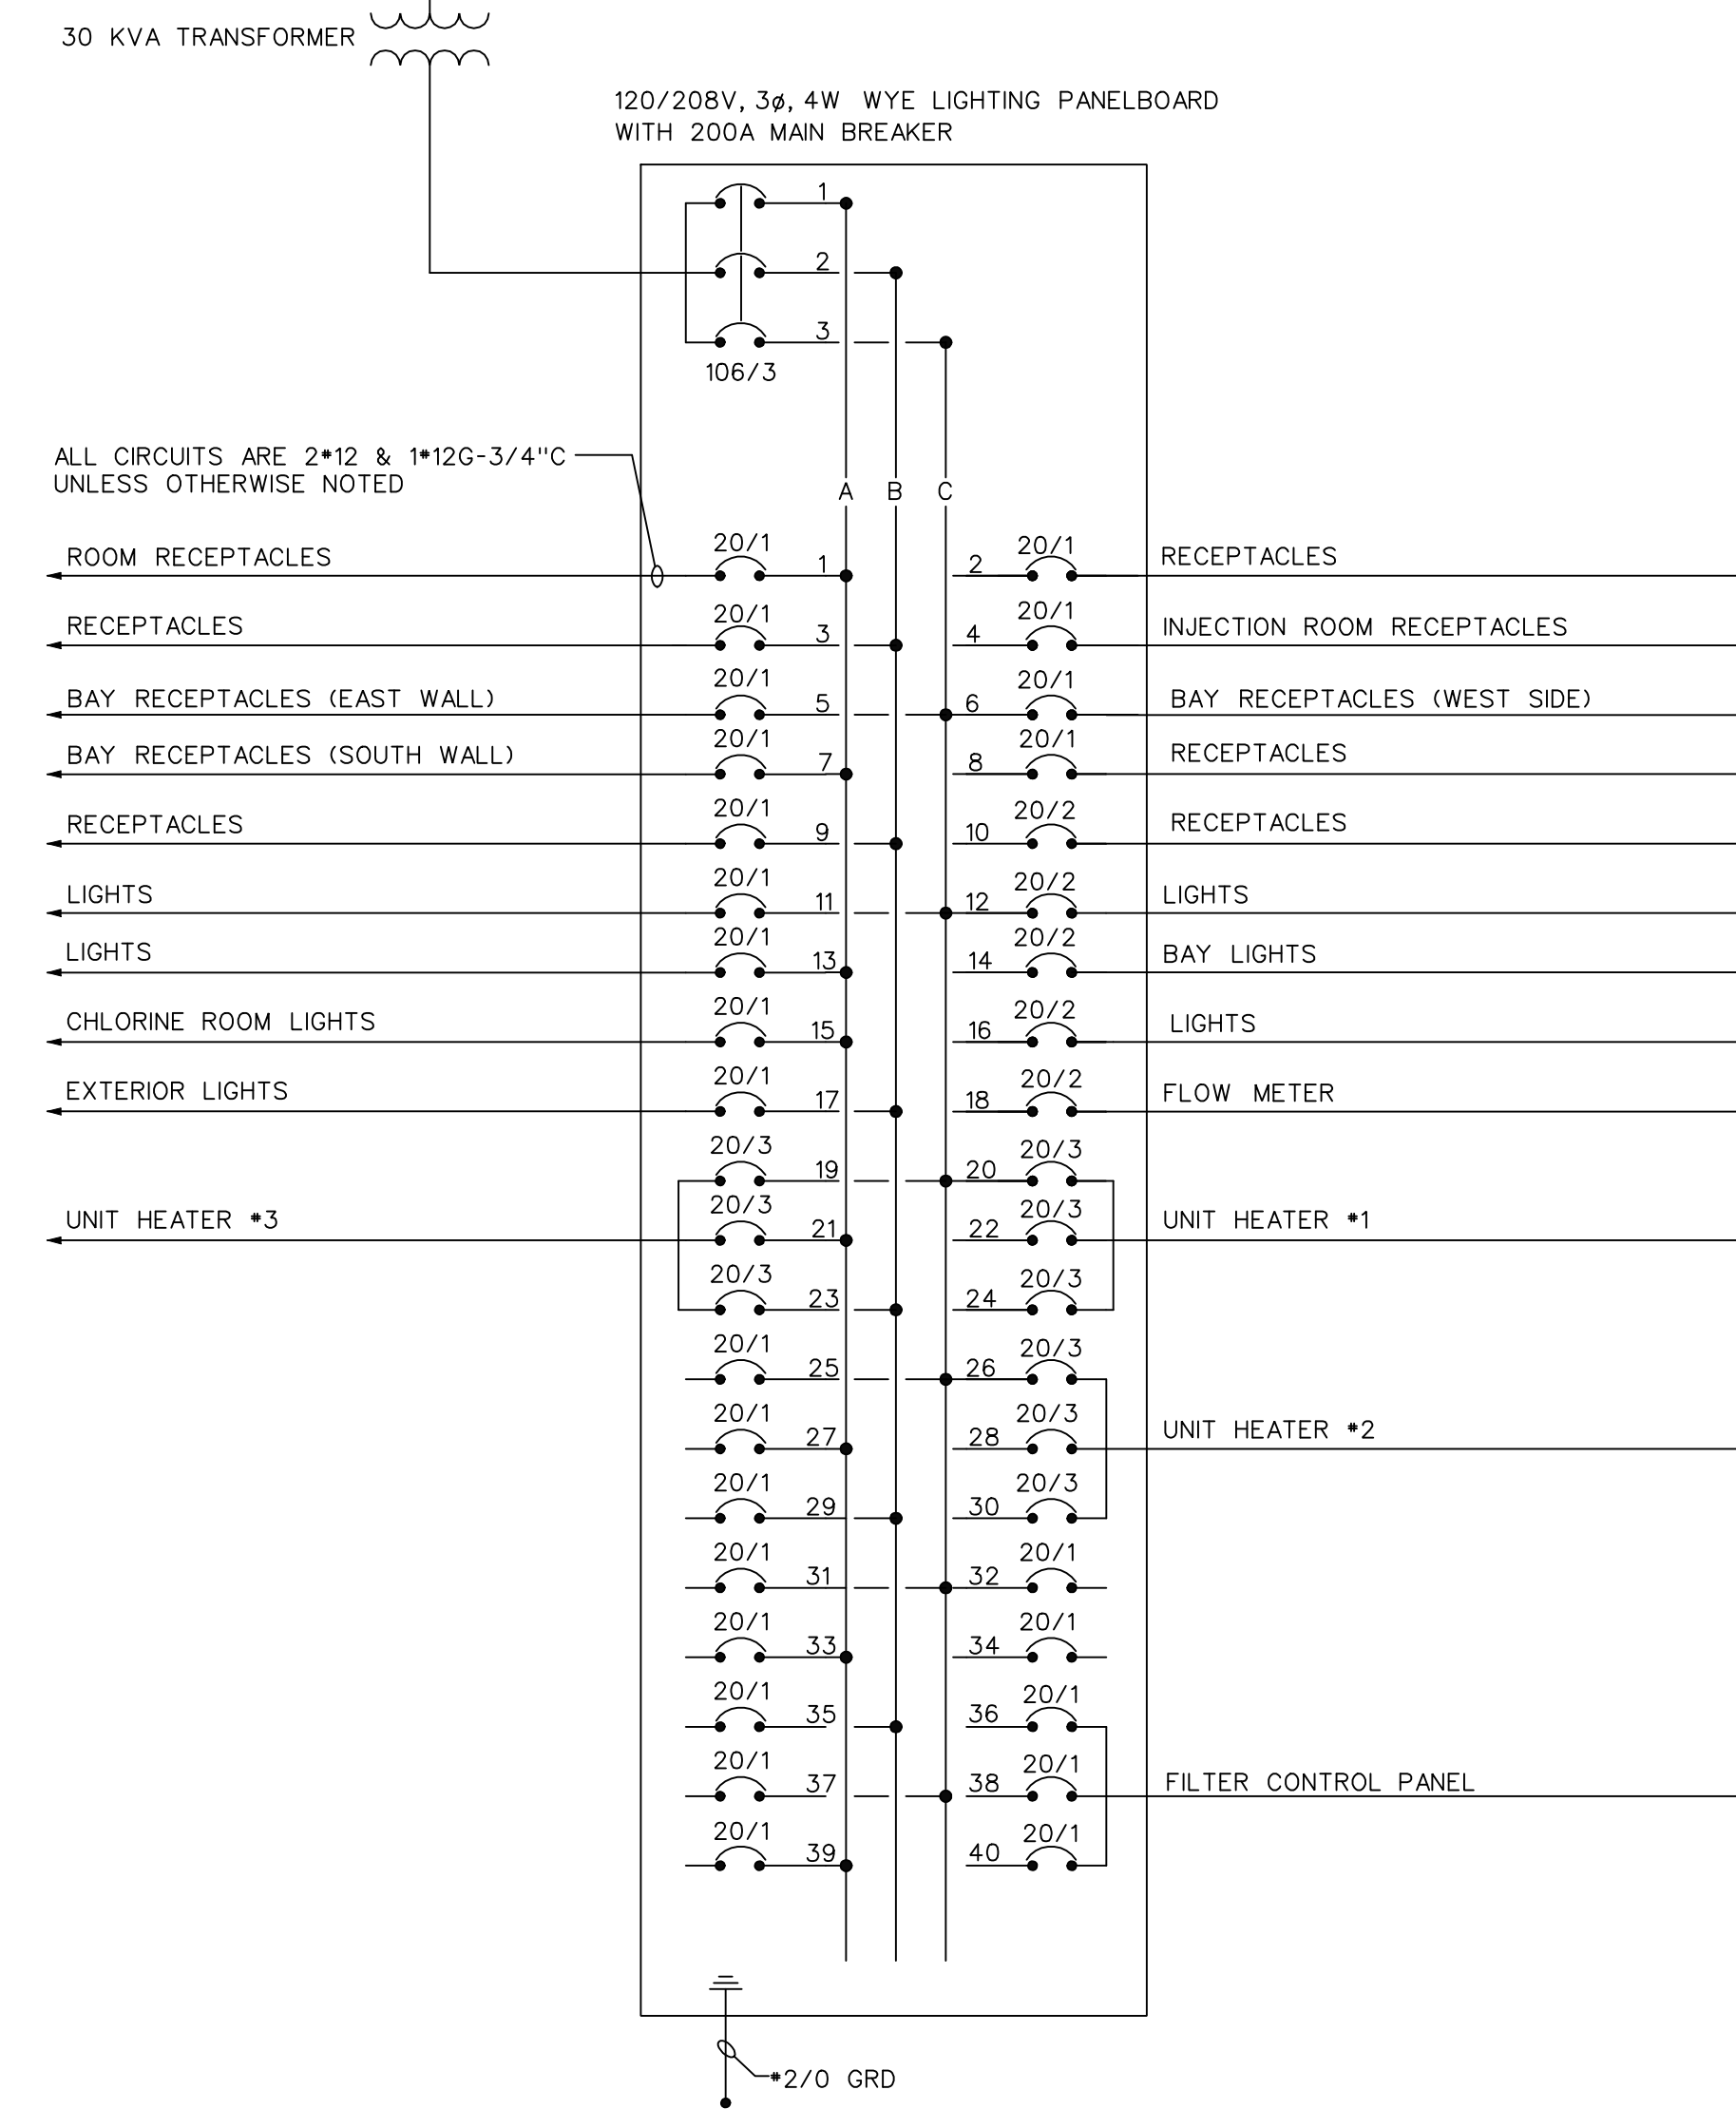 30 KVA TRANSFORMER
120/208V, 3ø, 4W WYE LIGHTING PANELBOARD
WITH 200A MAIN BREAKER
1
2
3
106/3
ALL CIRCUITS ARE 2#12 & 1#12G-3/4"C
UNLESS OTHERWISE NOTED
A B C
ROOM RECEPTACLES 20/1 1 2 20/1 RECEPTACLES
RECEPTACLES 20/1 3 4 20/1 INJECTION ROOM RECEPTACLES
BAY RECEPTACLES (EAST WALL) 20/1 5 6 20/1 BAY RECEPTACLES (WEST SIDE)
BAY RECEPTACLES (SOUTH WALL) 20/1 7 8 20/1 RECEPTACLES
RECEPTACLES 20/1 9 10 20/2 RECEPTACLES
LIGHTS 20/1 11 12 20/2 LIGHTS
LIGHTS 20/1 13 14 20/2 BAY LIGHTS
CHLORINE ROOM LIGHTS 20/1 15 16 20/2 LIGHTS
EXTERIOR LIGHTS 20/1 17 18 20/2 FLOW METER
20/3 19 20 20/3
UNIT HEATER #3 20/3 21 22 20/3 UNIT HEATER #1
20/3 23 24 20/3
20/1 25 26 20/3
20/1 27 28 20/3 UNIT HEATER #2
20/1 29 30 20/3
20/1 31 32 20/1
20/1 33 34 20/1
20/1 35 36 20/1
20/1 37 38 20/1 FILTER CONTROL PANEL
20/1 39 40 20/1
#2/0 GRD